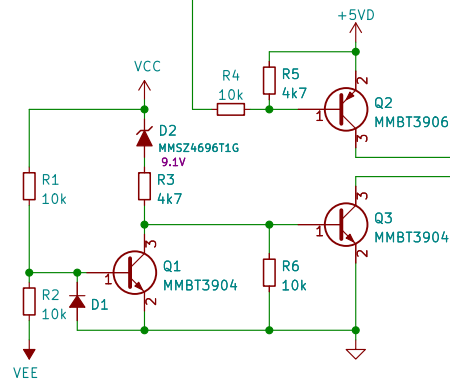 +5VD
VCC
R4
10k
R5
4k7
2
1
3
Q2
MMBT3906
D2
MMSZ4696T1G
9.1V
R1
10k
R3
4k7
3
1
2
Q3
MMBT3904
3
1
2
Q1
MMBT3904
R6
10k
R2
10k
D1
VEE